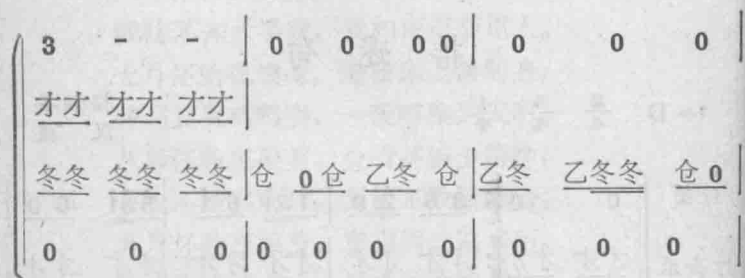 3 - - | 0 0 0 0 | 0 0 0 |
才才 才才 才才 |
冬冬 冬冬 冬冬 | 仓 0 仓 乙冬 仓 | 乙冬 乙冬冬 仓 0 |
0 0 0 | 0 0 0 0 | 0 0 0 |